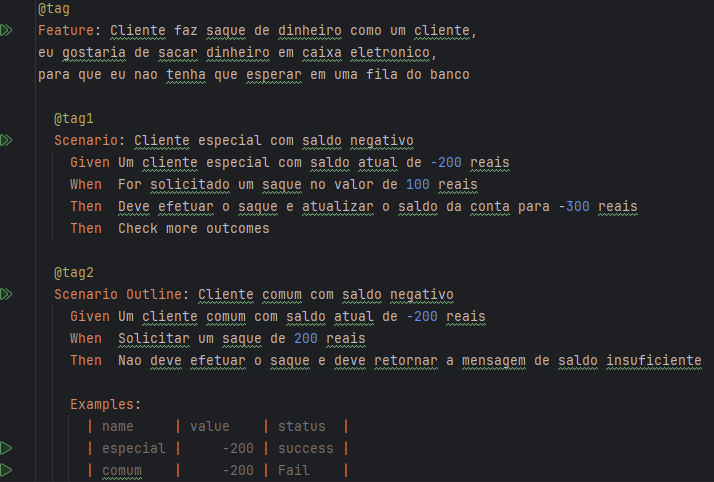 @tag
Feature: Cliente faz saque de dinheiro como um cliente,
eu gostaria de sacar dinheiro em caixa eletronico,
para que eu nao tenha que esperar em uma fila do banco
@tag1
Scenario: Cliente especial com saldo negativo
Given Um cliente especial com saldo atual de -200 reais
When For solicitado um saque no valor de 100 reais
Then Deve efetuar o saque e atualizar o saldo da conta para -300 reais
Then Check more outcomes
@tag2
Scenario Outline: Cliente comum com saldo negativo
Given Um cliente comum com saldo atual de -200 reais
When Solicitar um saque de 200 reais
Then Nao deve efetuar o saque e deve retornar a mensagem de saldo insuficiente
Examples:
| name | value | status |
| especial | -200 | success |
| comum | -200 | Fail |